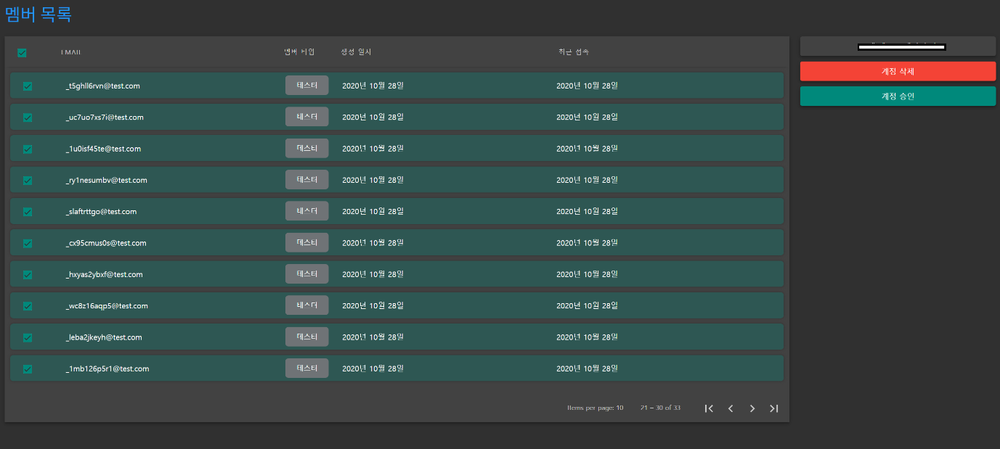 멤버 목록
EMAIL 멤버 타입 생성 일시 최근 접속
_t5ghll6rvn@test.com 테스터 2020년 10월 28일 2020년 10월 28일
_uc7uo7xs7i@test.com 테스터 2020년 10월 28일 2020년 10월 28일
_1u0isf45te@test.com 테스터 2020년 10월 28일 2020년 10월 28일
_ry1nesumbv@test.com 테스터 2020년 10월 28일 2020년 10월 28일
_slaftrttgo@test.com 테스터 2020년 10월 28일 2020년 10월 28일
_cx95cmus0s@test.com 테스터 2020년 10월 28일 2020년 10월 28일
_hxyas2ybxf@test.com 테스터 2020년 10월 28일 2020년 10월 28일
_wc8z16aqp5@test.com 테스터 2020년 10월 28일 2020년 10월 28일
_leba2jkeyh@test.com 테스터 2020년 10월 28일 2020년 10월 28일
_1mb126p5r1@test.com 테스터 2020년 10월 28일 2020년 10월 28일
Items per page: 10 21 – 30 of 33
계정 삭제
계정 승인